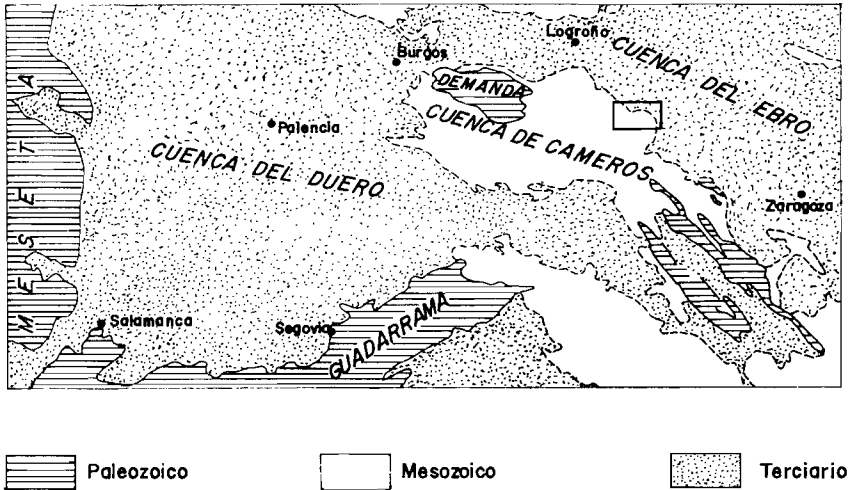 Logroño
Burgos
CUENCA DEL EBRO
DEMANDA
Palencia
CUENCA DE CAMEROS
CUENCA DEL DUERO
MESETA
Zaragoza
Salamanca
Segovia
GUADARRAMA
Paleozoico
Mesozoico
Terciario